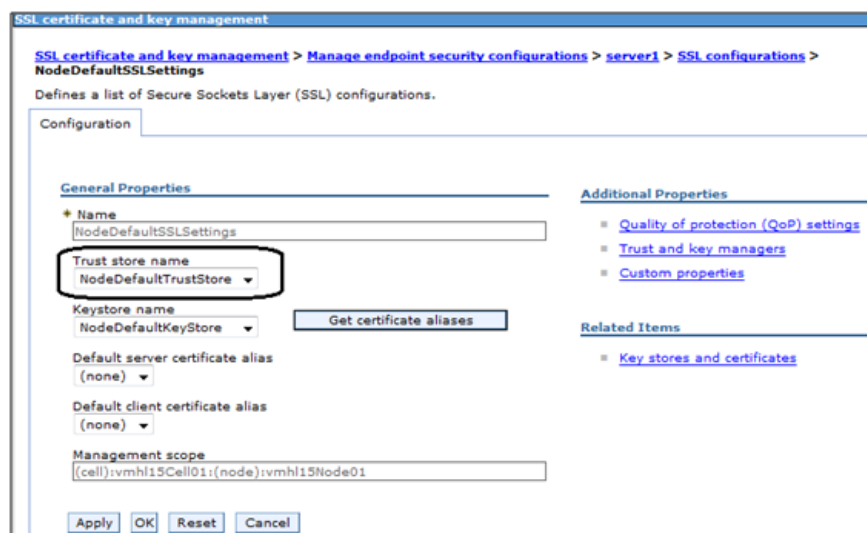 SSL certificate and key management
SSL certificate and key management > Manage endpoint security configurations > server1 > SSL configurations >
NodeDefaultSSLSettings
Defines a list of Secure Sockets Layer (SSL) configurations.
Configuration
General Properties
* Name
NodeDefaultSSLSettings
Trust store name
NodeDefaultTrustStore
Keystore name
NodeDefaultKeyStore
Get certificate aliases
Default server certificate alias
(none)
Default client certificate alias
(none)
Management scope
(cell):vmhl15Cell01:(node):vmhl15Node01
Apply OK Reset Cancel
Additional Properties
Quality of protection (QoP) settings
Trust and key managers
Custom properties
Related Items
Key stores and certificates